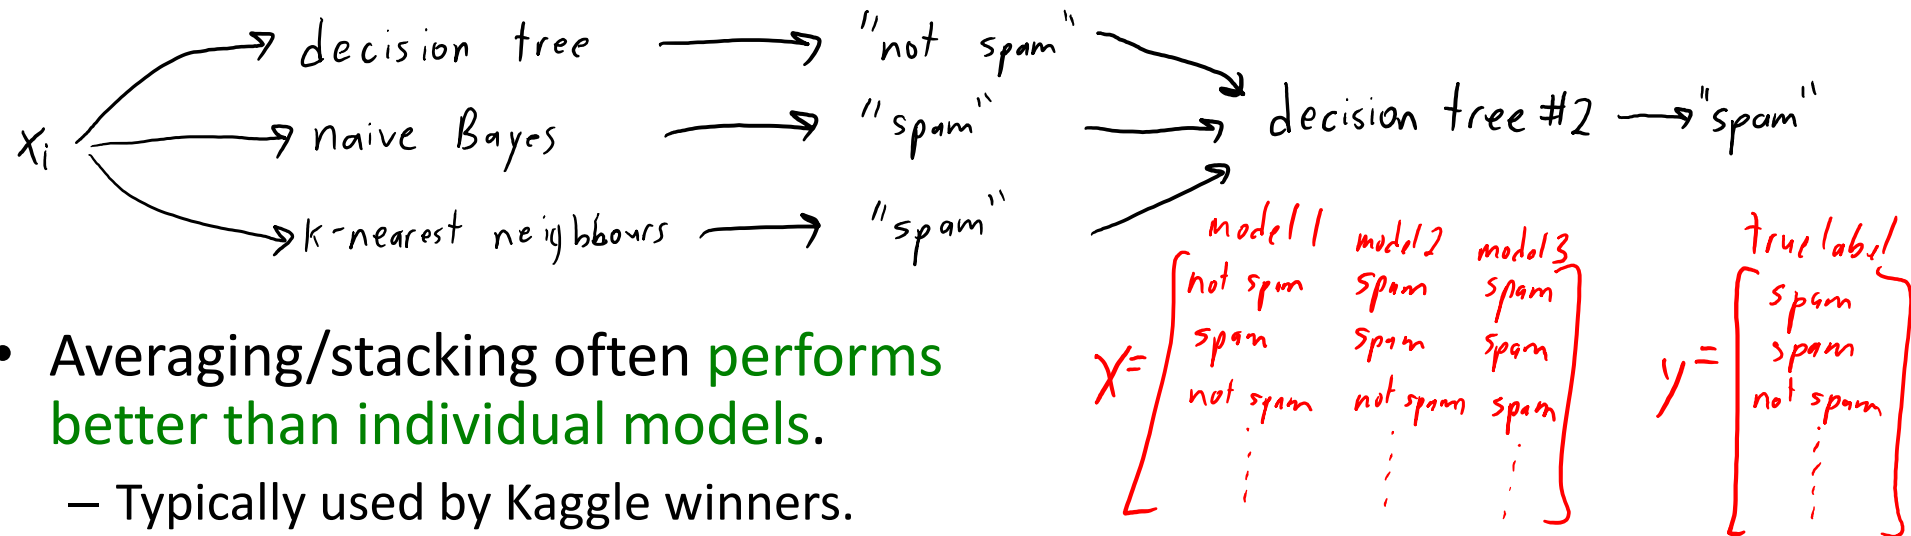 decision tree → "not spam"
xi naive Bayes → "spam" → decision tree #2 → "spam"
k-nearest neighbours → "spam"
model 1 model 2 model 3 true label
not spam spam spam spam
X = spam spam spam y = spam
not spam not spam spam not spam
• Averaging/stacking often performs
better than individual models.
– Typically used by Kaggle winners.